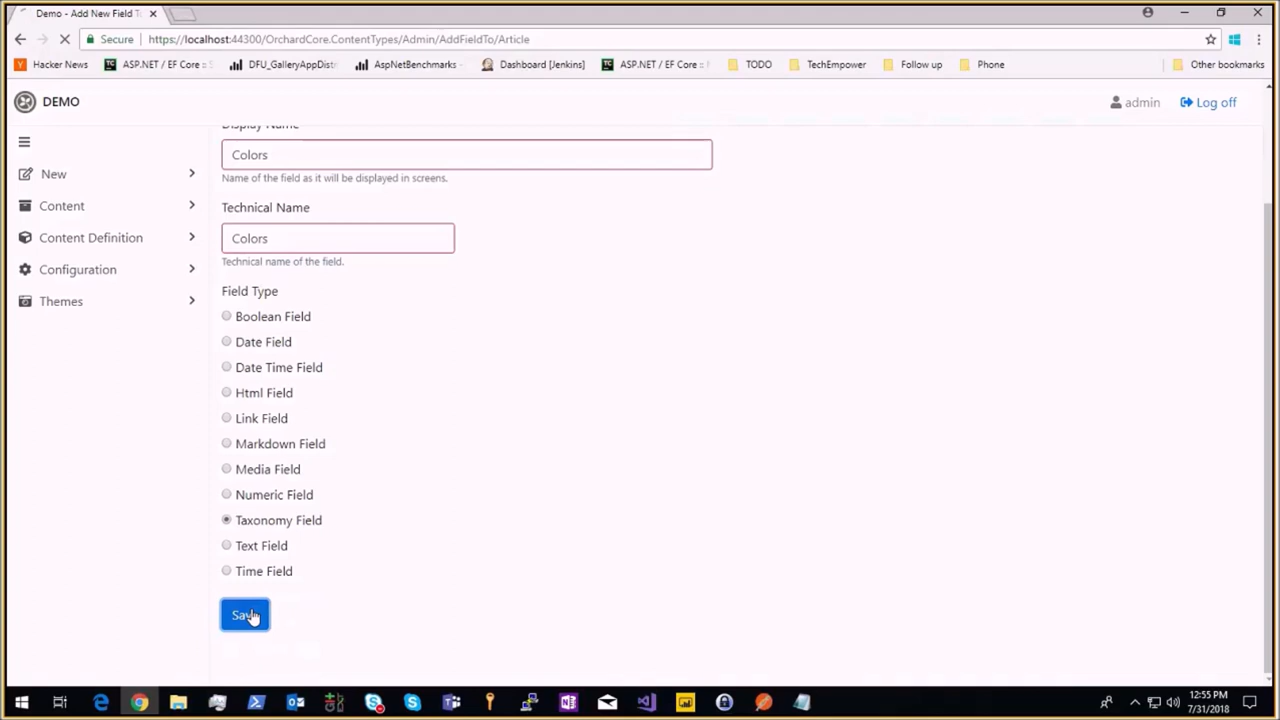 Demo - Add New Field T
Secure
https://localhost:44300/OrchardCore.ContentTypes/Admin/AddFieldTo/Article
Hacker News
ASP.NET / EF Core ::
DFU_GalleryAppDist
AspNetBenchmarks -
Dashboard [Jenkins]
ASP.NET / EF Core ::
TODO
TechEmpower
Follow up
Phone
Other bookmarks
DEMO
admin
Log off
New
Content
Content Definition
Configuration
Themes
Display Name
Colors
Name of the field as it will be displayed in screens.
Technical Name
Colors
Technical name of the field.
Field Type
Boolean Field
Date Field
Date Time Field
Html Field
Link Field
Markdown Field
Media Field
Numeric Field
Taxonomy Field
Text Field
Time Field
Save
12:55 PM
7/31/2018